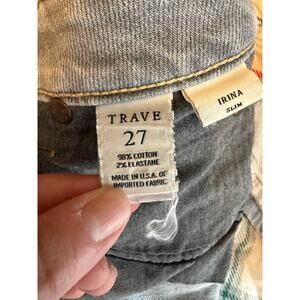 TRAVE
27
98% COTTON
2% ELASTANE
MADE IN U.S.A. OF
IMPORTED FABRIC
IRINA
SLIM